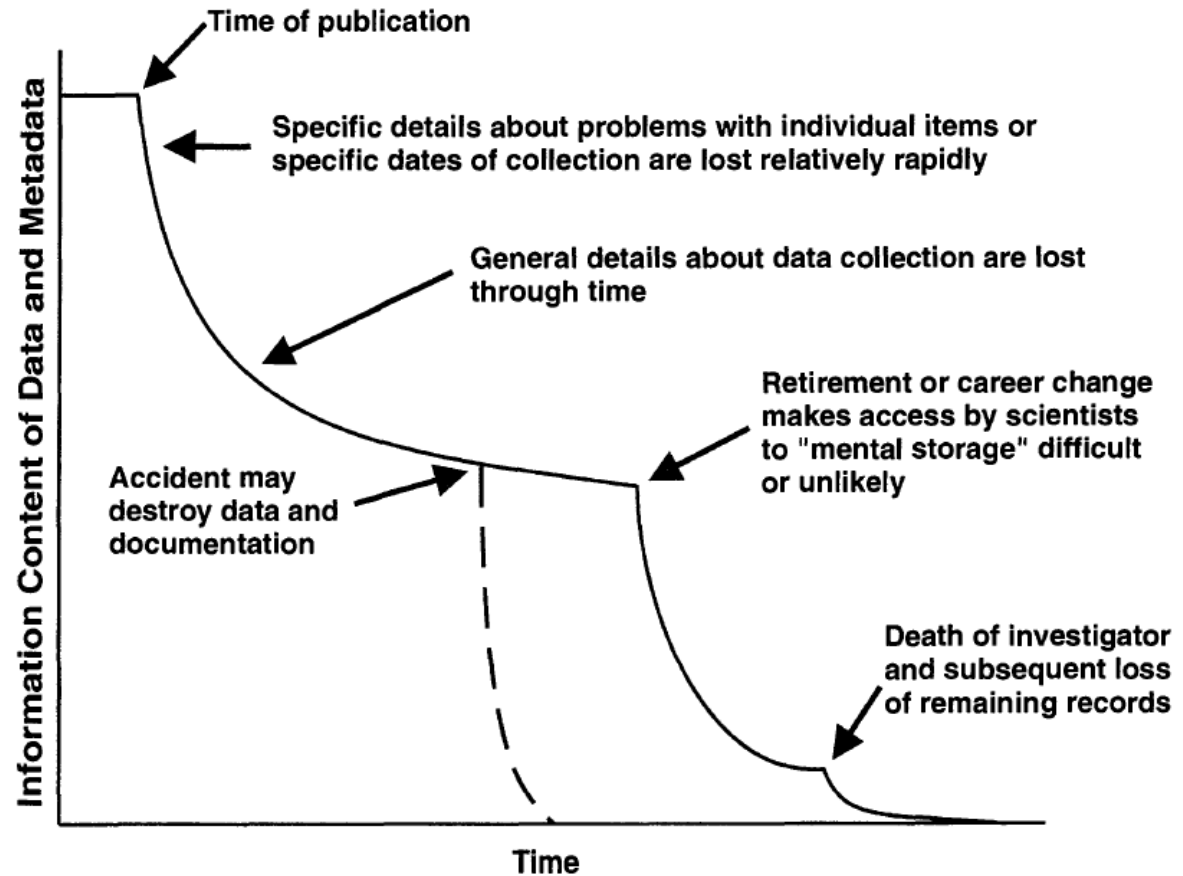 Time of publication
Specific details about problems with individual items or
specific dates of collection are lost relatively rapidly
General details about data collection are lost
through time
Retirement or career change
makes access by scientists
to "mental storage" difficult
or unlikely
Accident may
destroy data and
documentation
Death of investigator
and subsequent loss
of remaining records
Information Content of Data and Metadata
Time